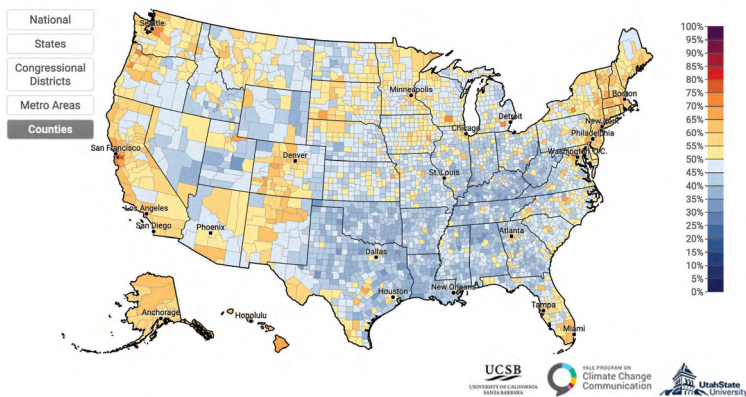 National
States
Congressional
Districts
Metro Areas
Counties
Seattle
Minneapolis
Boston
Detroit
New York
Chicago
Philadelphia
San Francisco
Denver
Washington, D.C.
St. Louis
Los Angeles
San Diego
Phoenix
Atlanta
Dallas
Houston
New Orleans
Tampa
Miami
Anchorage
Honolulu
100%
95%
90%
85%
80%
75%
70%
65%
60%
55%
50%
45%
40%
35%
30%
25%
20%
15%
10%
5%
0%
UCSB
UNIVERSITY OF CALIFORNIA
SANTA BARBARA
YALE PROGRAM ON
Climate Change
Communication
UtahState
University